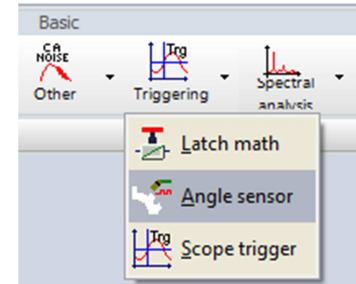 Basic
CA
NOISE
Other
Trg
Triggering
Spectral
analysis
Latch math
Angle sensor
Trg
Scope trigger